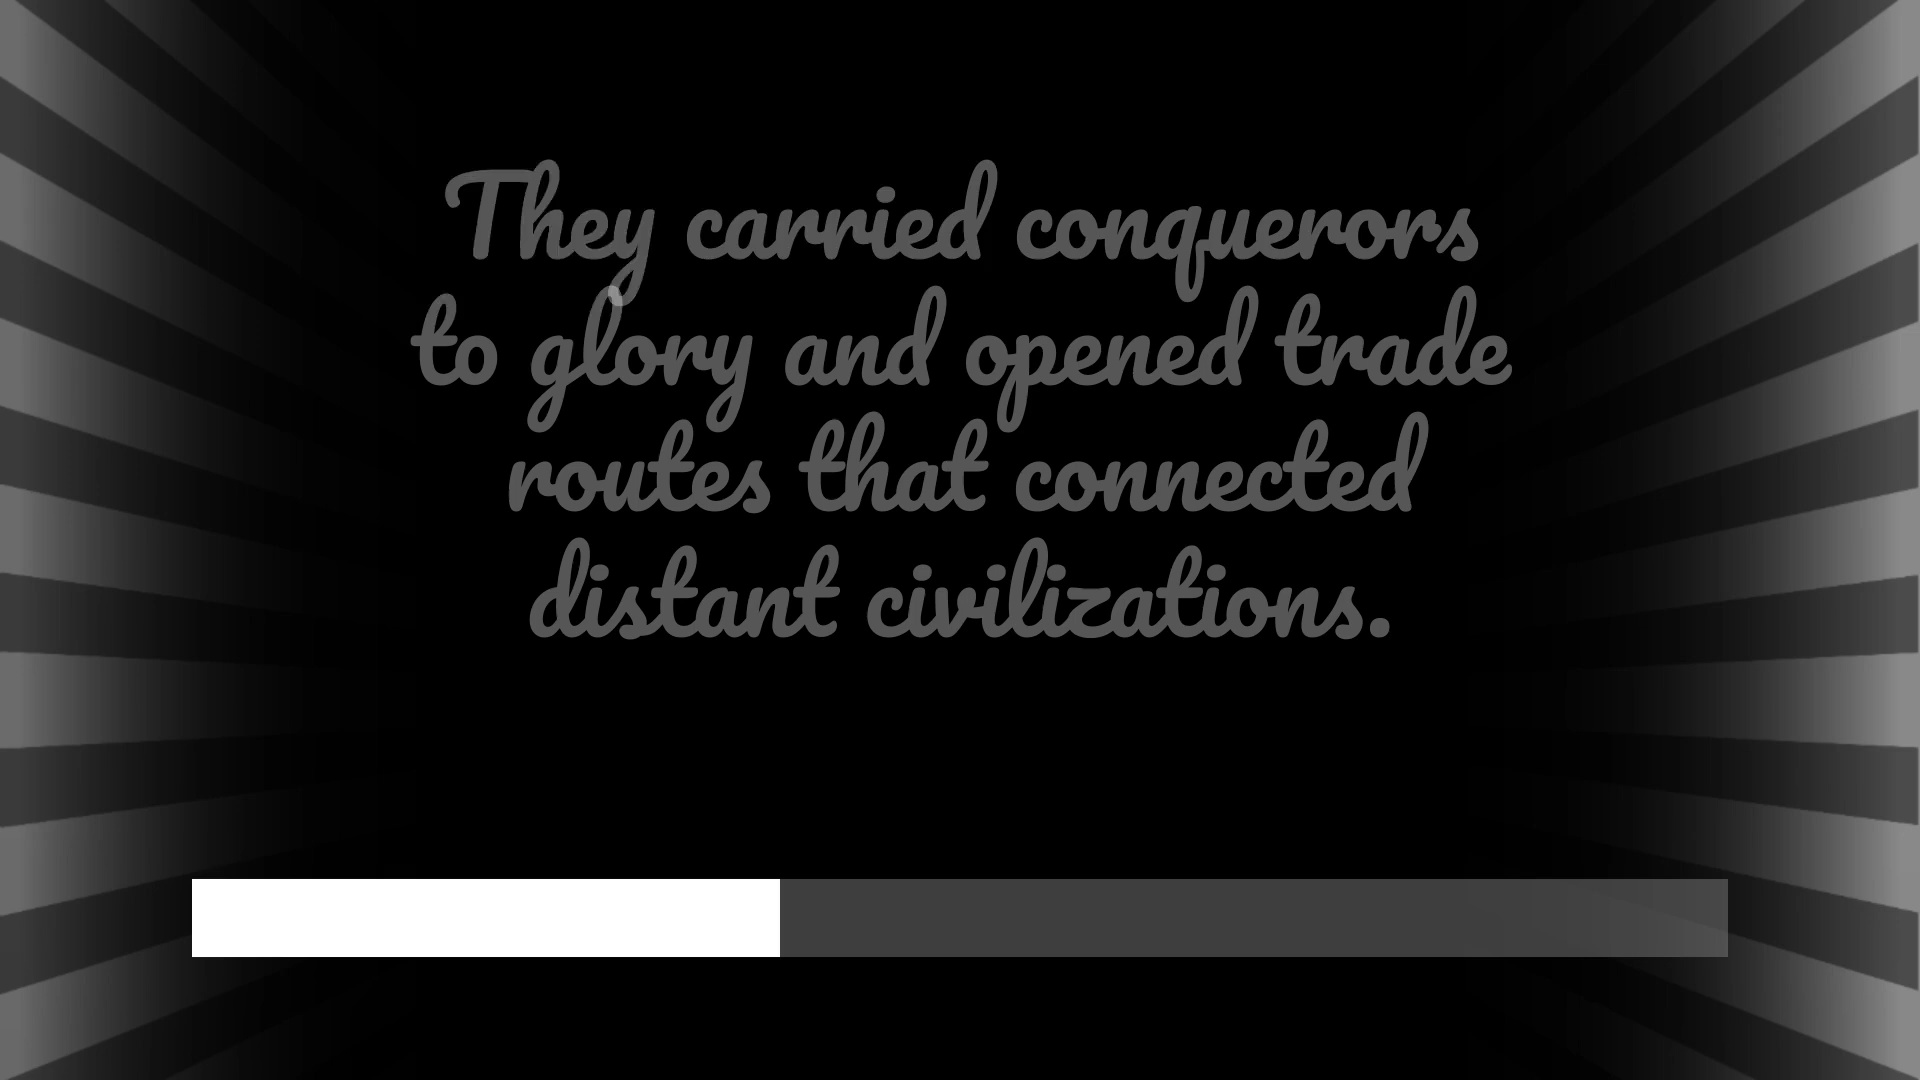 They carried conquerors
to glory and opened trade
routes that connected
distant civilizations.